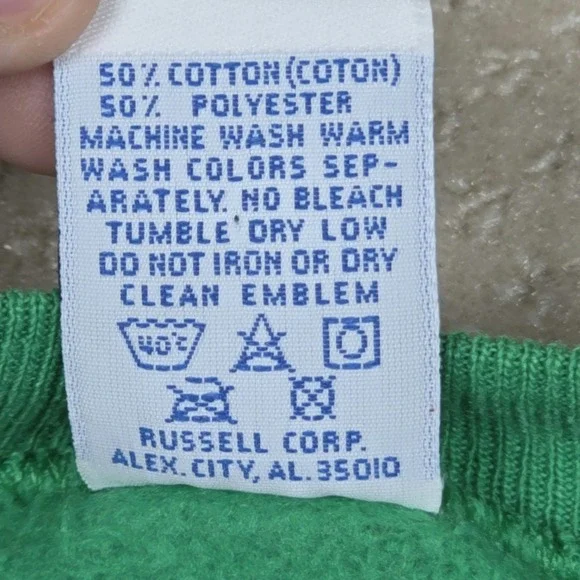 50% COTTON (COTON)
50% POLYESTER
MACHINE WASH WARM
WASH COLORS SEP-
ARATELY. NO BLEACH
TUMBLE DRY LOW
DO NOT IRON OR DRY
CLEAN EMBLEM
40°C
RUSSELL CORP.
ALEX. CITY, AL. 35010